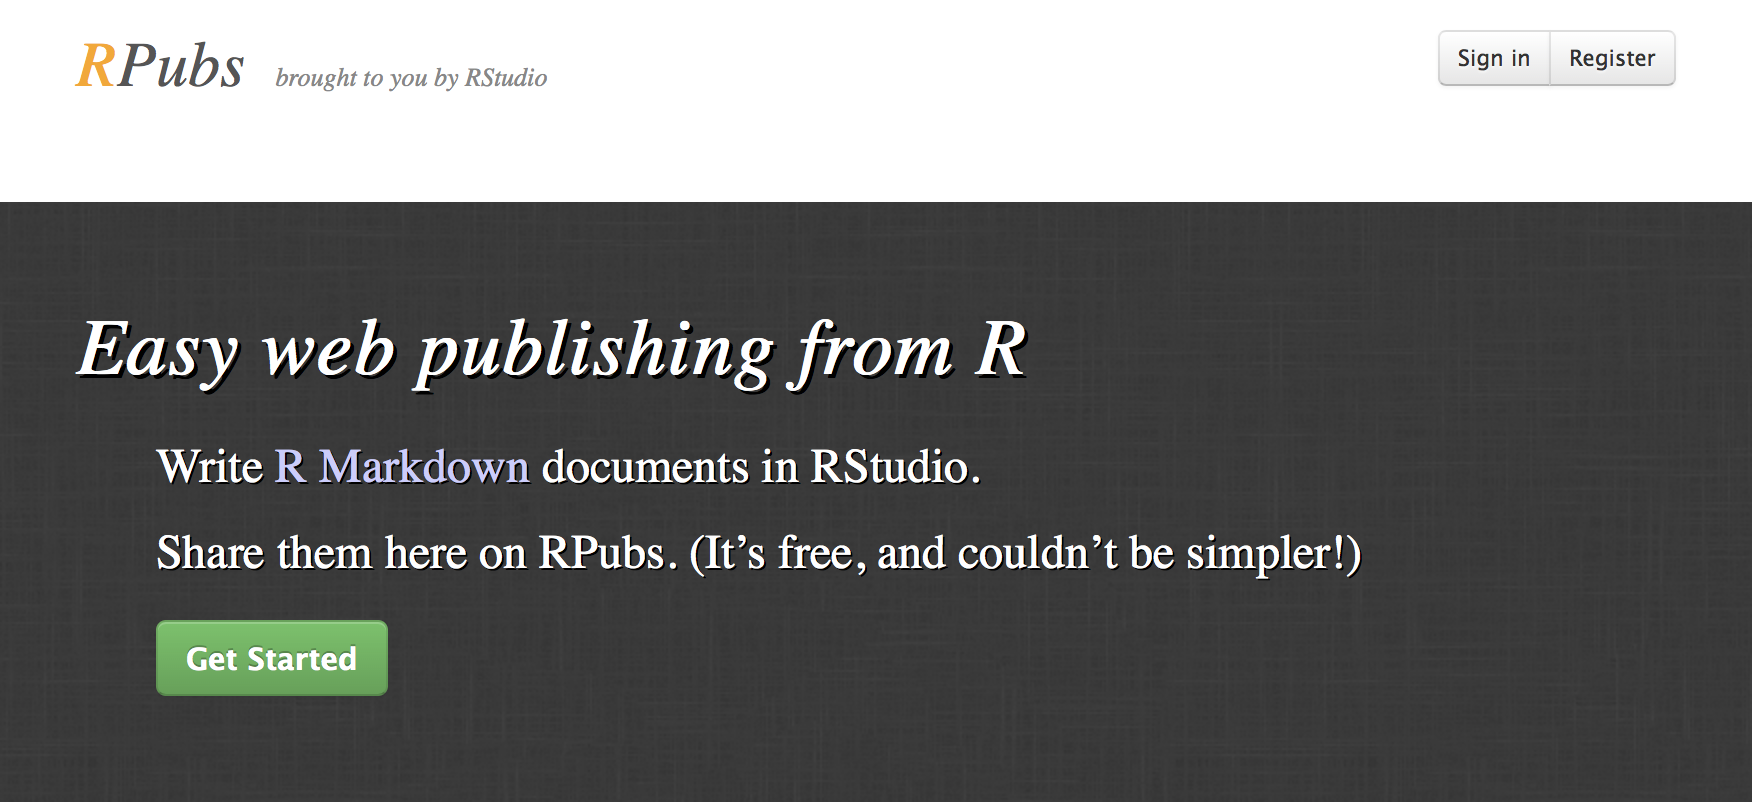 RPubs brought to you by RStudio
Sign in Register
Easy web publishing from R
Write R Markdown documents in RStudio.
Share them here on RPubs. (It’s free, and couldn’t be simpler!)
Get Started